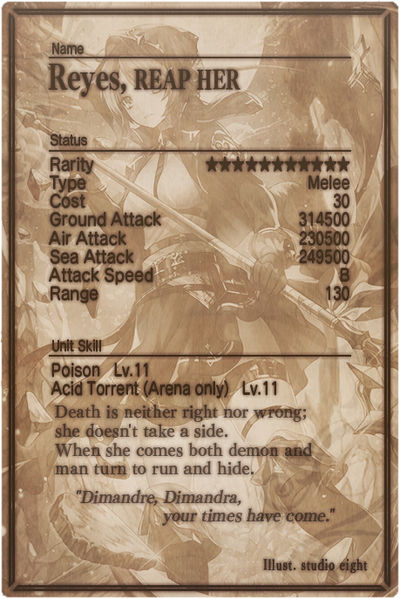 Name
Reyes, REAP HER
Status
Rarity ★★★★★★★★★★★
Type Melee
Cost 30
Ground Attack 314500
Air Attack 230500
Sea Attack 249500
Attack Speed B
Range 130
Unit Skill
Poison Lv.11
Acid Torrent (Arena only) Lv.11
Death is neither right nor wrong;
she doesn't take a side.
When she comes both demon and
man turn to run and hide.
"Dimandre, Dimandra,
your times have come."
Illust. studio eight